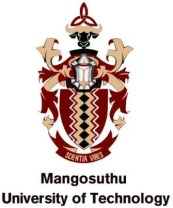 SCIENTIA VIRES
Mangosuthu
University of Technology